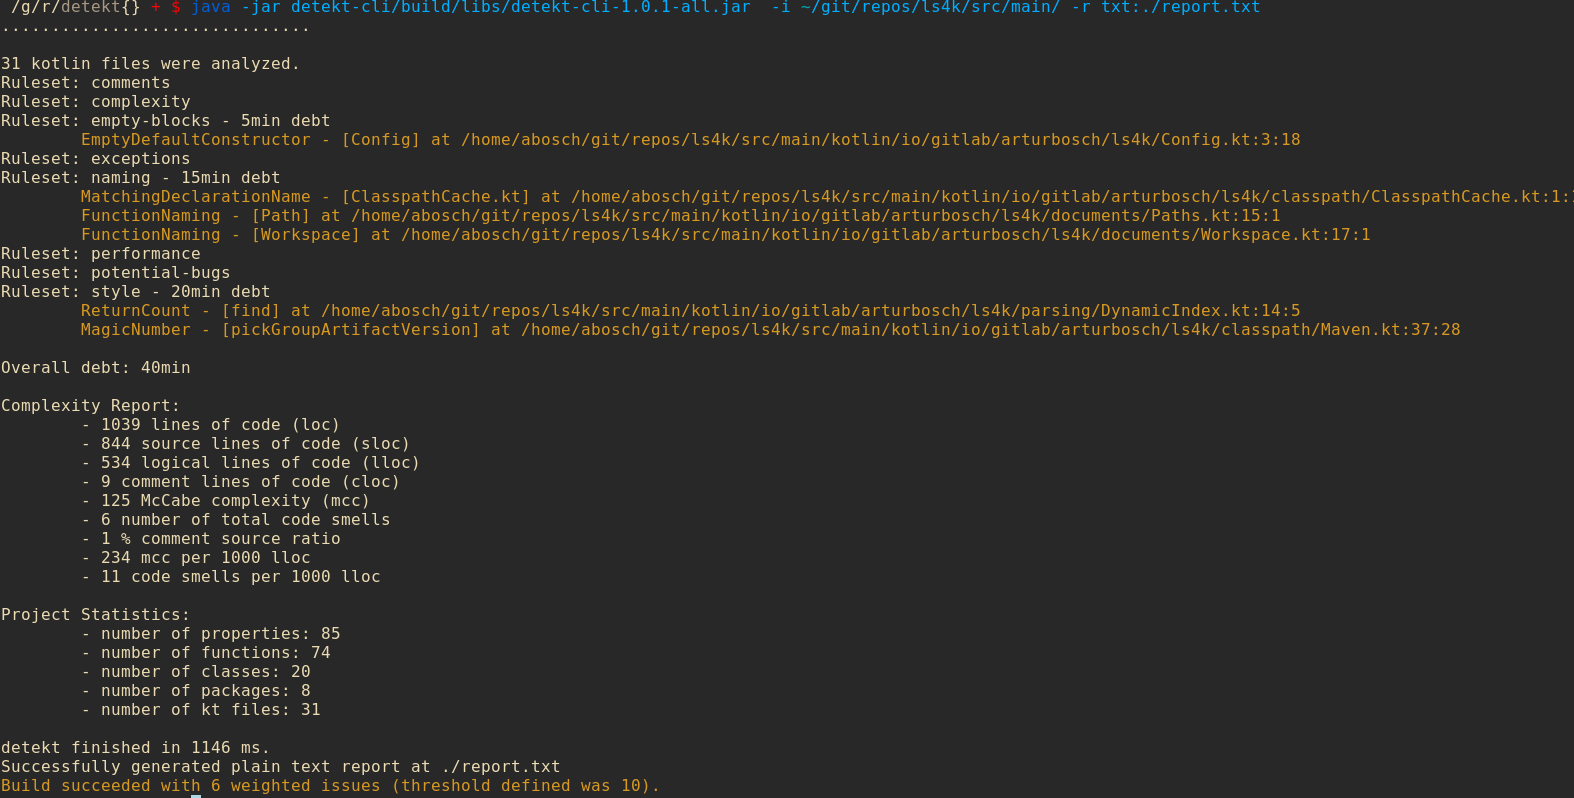 /g/r/detekt{} + $ java -jar detekt-cli/build/libs/detekt-cli-1.0.1-all.jar  -i ~/git/repos/ls4k/src/main/ -r txt:./report.txt
...............................
31 kotlin files were analyzed.
Ruleset: comments
Ruleset: complexity
Ruleset: empty-blocks - 5min debt
EmptyDefaultConstructor - [Config] at /home/abosch/git/repos/ls4k/src/main/kotlin/io/gitlab/arturbosch/ls4k/Config.kt:3:18
Ruleset: exceptions
Ruleset: naming - 15min debt
MatchingDeclarationName - [ClasspathCache.kt] at /home/abosch/git/repos/ls4k/src/main/kotlin/io/gitlab/arturbosch/ls4k/classpath/ClasspathCache.kt:1:
FunctionNaming - [Path] at /home/abosch/git/repos/ls4k/src/main/kotlin/io/gitlab/arturbosch/ls4k/documents/Paths.kt:15:1
FunctionNaming - [Workspace] at /home/abosch/git/repos/ls4k/src/main/kotlin/io/gitlab/arturbosch/ls4k/documents/Workspace.kt:17:1
Ruleset: performance
Ruleset: potential-bugs
Ruleset: style - 20min debt
ReturnCount - [find] at /home/abosch/git/repos/ls4k/src/main/kotlin/io/gitlab/arturbosch/ls4k/parsing/DynamicIndex.kt:14:5
MagicNumber - [pickGroupArtifactVersion] at /home/abosch/git/repos/ls4k/src/main/kotlin/io/gitlab/arturbosch/ls4k/classpath/Maven.kt:37:28
Overall debt: 40min
Complexity Report:
- 1039 lines of code (loc)
- 844 source lines of code (sloc)
- 534 logical lines of code (lloc)
- 9 comment lines of code (cloc)
- 125 McCabe complexity (mcc)
- 6 number of total code smells
- 1 % comment source ratio
- 234 mcc per 1000 lloc
- 11 code smells per 1000 lloc
Project Statistics:
- number of properties: 85
- number of functions: 74
- number of classes: 20
- number of packages: 8
- number of kt files: 31
detekt finished in 1146 ms.
Successfully generated plain text report at ./report.txt
Build succeeded with 6 weighted issues (threshold defined was 10).